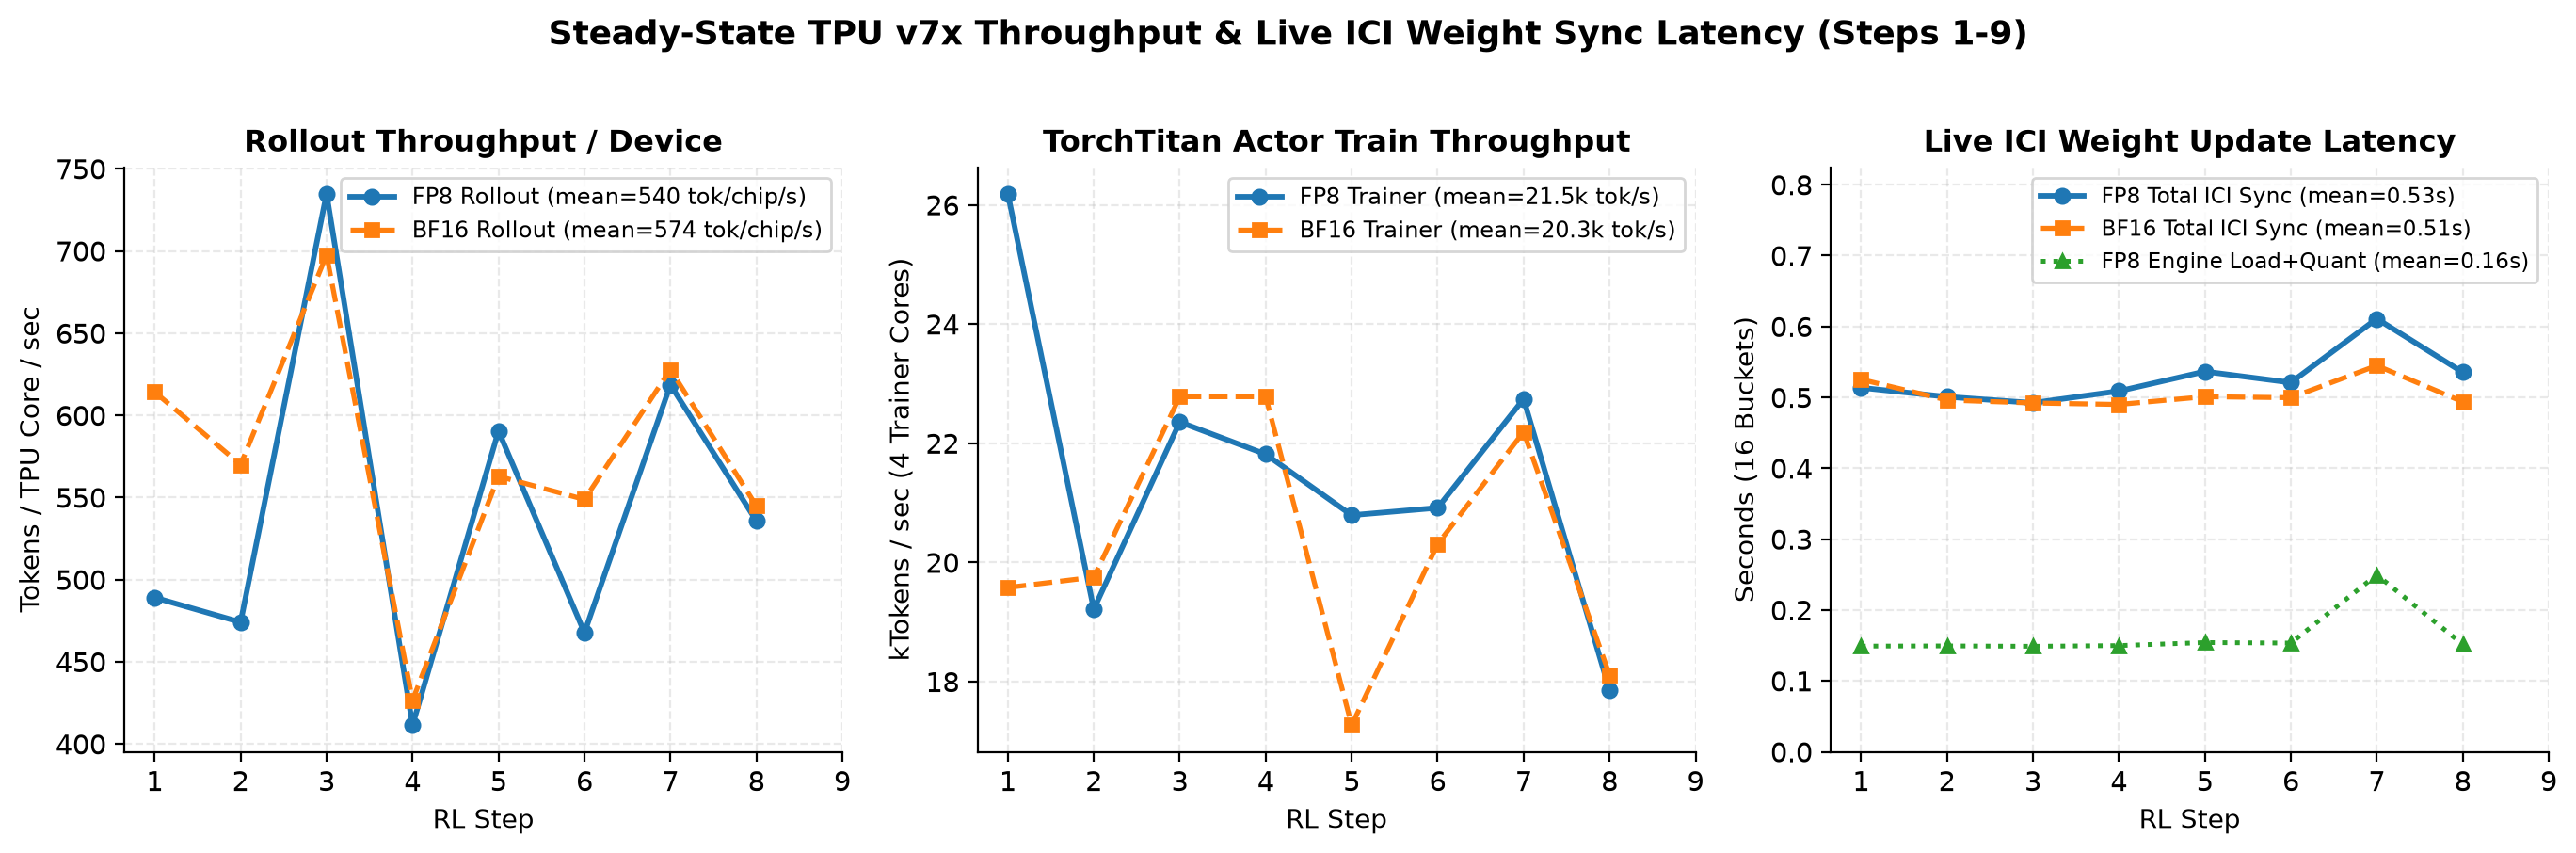 Steady-State TPU v7x Throughput & Live ICI Weight Sync Latency (Steps 1-9)
Rollout Throughput / Device
FP8 Rollout (mean=540 tok/chip/s)
BF16 Rollout (mean=574 tok/chip/s)
Tokens / TPU Core / sec
750
700
650
600
550
500
450
400
1 2 3 4 5 6 7 8 9
RL Step
TorchTitan Actor Train Throughput
FP8 Trainer (mean=21.5k tok/s)
BF16 Trainer (mean=20.3k tok/s)
kTokens / sec (4 Trainer Cores)
26
24
22
20
18
1 2 3 4 5 6 7 8 9
RL Step
Live ICI Weight Update Latency
FP8 Total ICI Sync (mean=0.53s)
BF16 Total ICI Sync (mean=0.51s)
FP8 Engine Load+Quant (mean=0.16s)
Seconds (16 Buckets)
0.8
0.7
0.6
0.5
0.4
0.3
0.2
0.1
0.0
1 2 3 4 5 6 7 8 9
RL Step